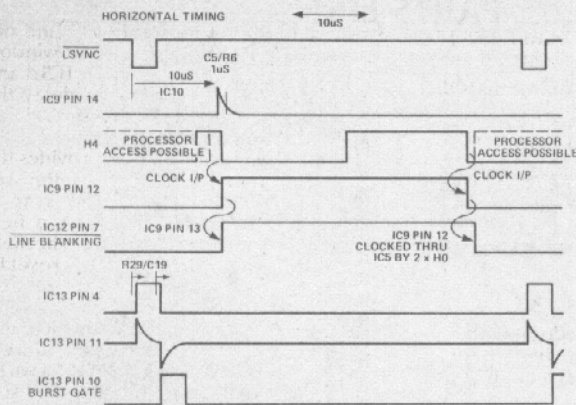 HORIZONTAL TIMING
10uS
LSYNC
C5/R6
1uS
10uS
IC10
IC9 PIN 14
H4
PROCESSOR
ACCESS POSSIBLE
PROCESSOR
ACCESS POSSIBLE
CLOCK I/P
CLOCK I/P
IC9 PIN 12
IC12 PIN 7
LINE BLANKING
IC9 PIN 13
IC9 PIN 12
CLOCKED THRU
IC5 BY 2 x H0
R29/C19
IC13 PIN 4
IC13 PIN 11
IC13 PIN 10
BURST GATE